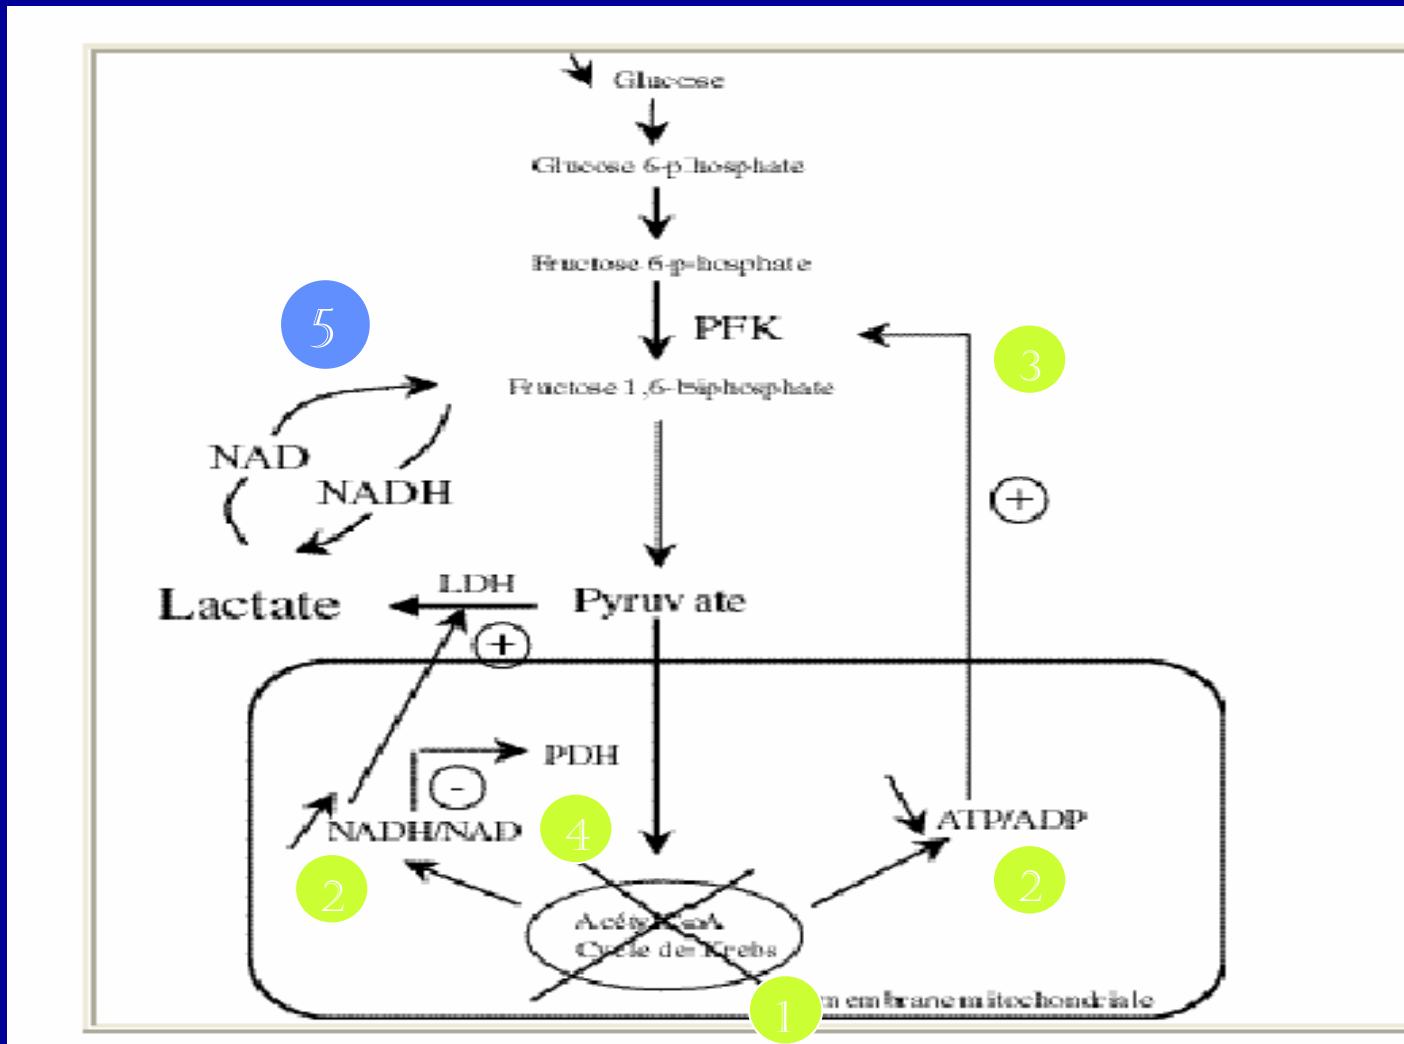 Glucose
Glucose 6-phosphate
Fructose 6-phosphate
5
PFK
3
Fructose 1,6-biphosphate
NAD
NADH
+
LDH
Lactate
Pyruvate
+
PDH
-
NADH/NAD
4
ATP/ADP
2
2
Acétyl CoA
Cycle de Krebs
membrane mitochondriale
1